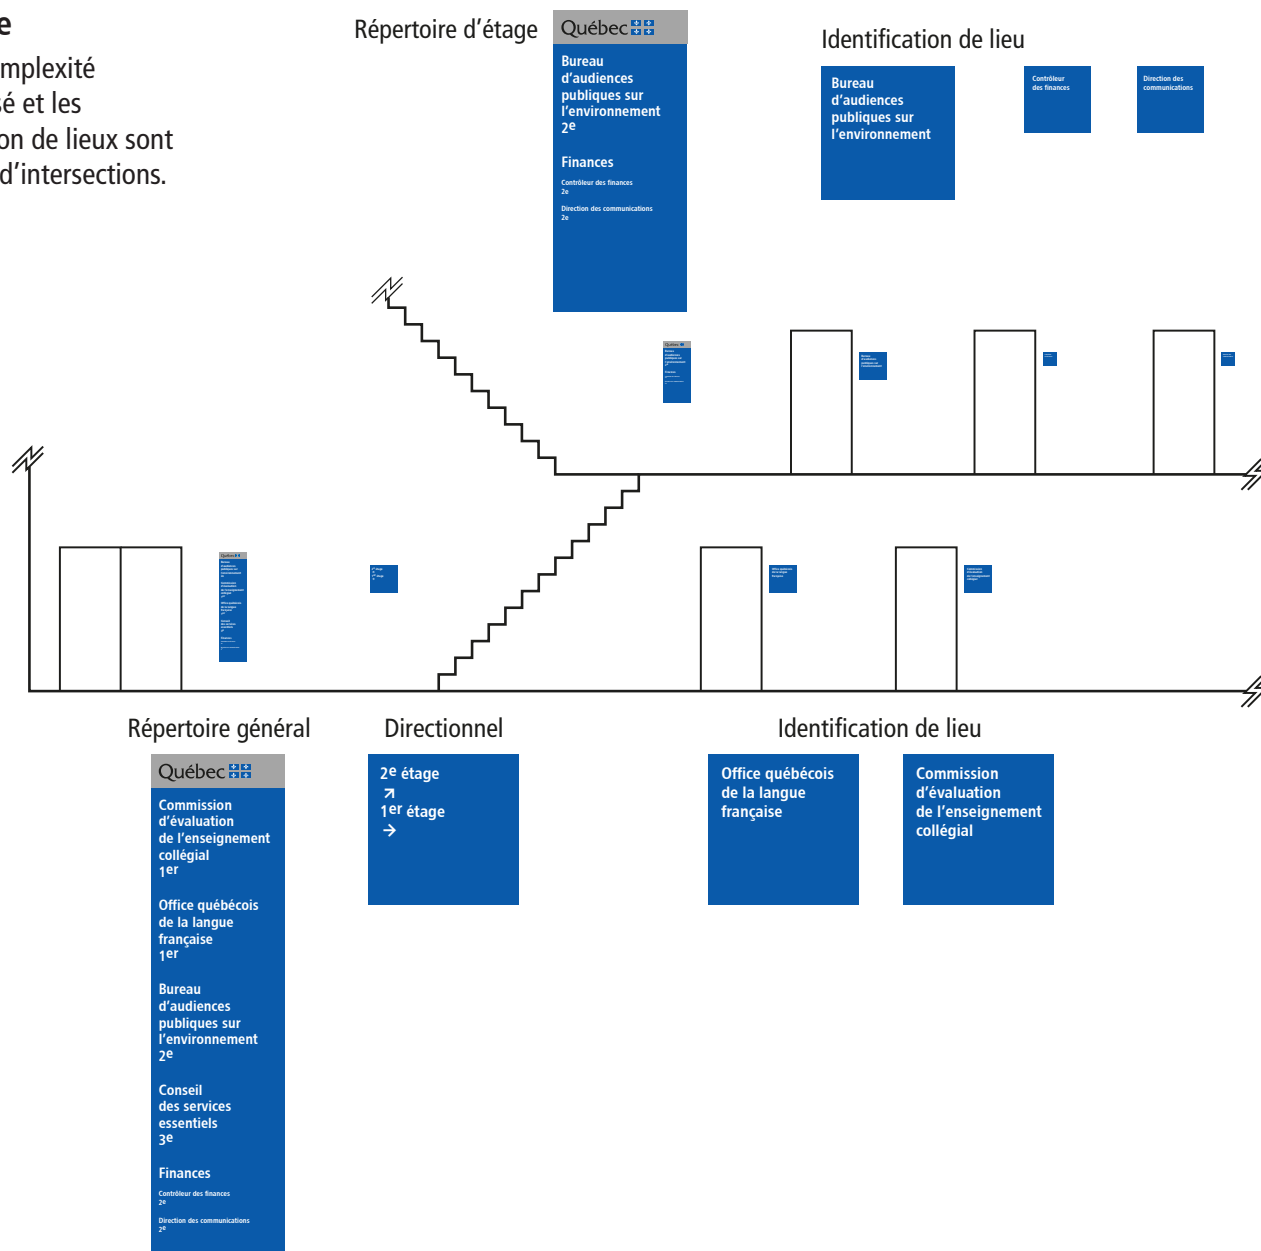 e
mplexité
sé et les
on de lieux sont
d'intersections.
Répertoire d'étage
Québec
Bureau
d'audiences
publiques sur
l'environnement
2e
Finances
Contrôleur des finances
2e
Direction des communications
2e
Identification de lieu
Bureau
d'audiences
publiques sur
l'environnement
Contrôleur
des finances
Direction des
communications
Répertoire général
Québec
Commission
d'évaluation
de l'enseignement
collégial
1er
Office québécois
de la langue
française
1er
Bureau
d'audiences
publiques sur
l'environnement
2e
Conseil
des services
essentiels
3e
Finances
Contrôleur des finances
2e
Direction des communications
2e
Directionnel
2e étage
↗
1er étage
→
Identification de lieu
Office québécois
de la langue
française
Commission
d'évaluation
de l'enseignement
collégial